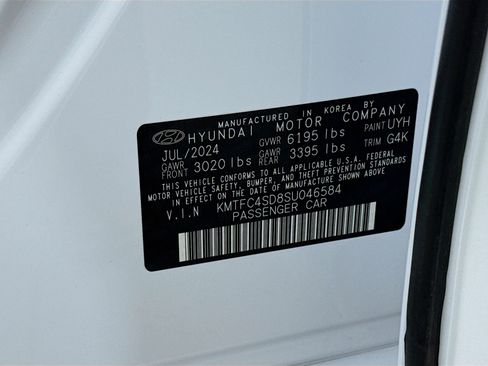 MANUFACTURED IN KOREA BY
HYUNDAI MOTOR COMPANY
JUL/2024 GVWR 6195 lbs PAINT UYH
GAWR FRONT 3020 lbs GAWR REAR 3395 lbs TRIM G4K
THIS VEHICLE CONFORMS TO ALL APPLICABLE U.S.A. FEDERAL
MOTOR VEHICLE SAFETY, BUMPER, AND THEFT PREVENTION STANDARDS
IN EFFECT ON THE DATE OF MANUFACTURE SHOWN ABOVE.
V.I.N KMTFC4SD8SU046584
PASSENGER CAR